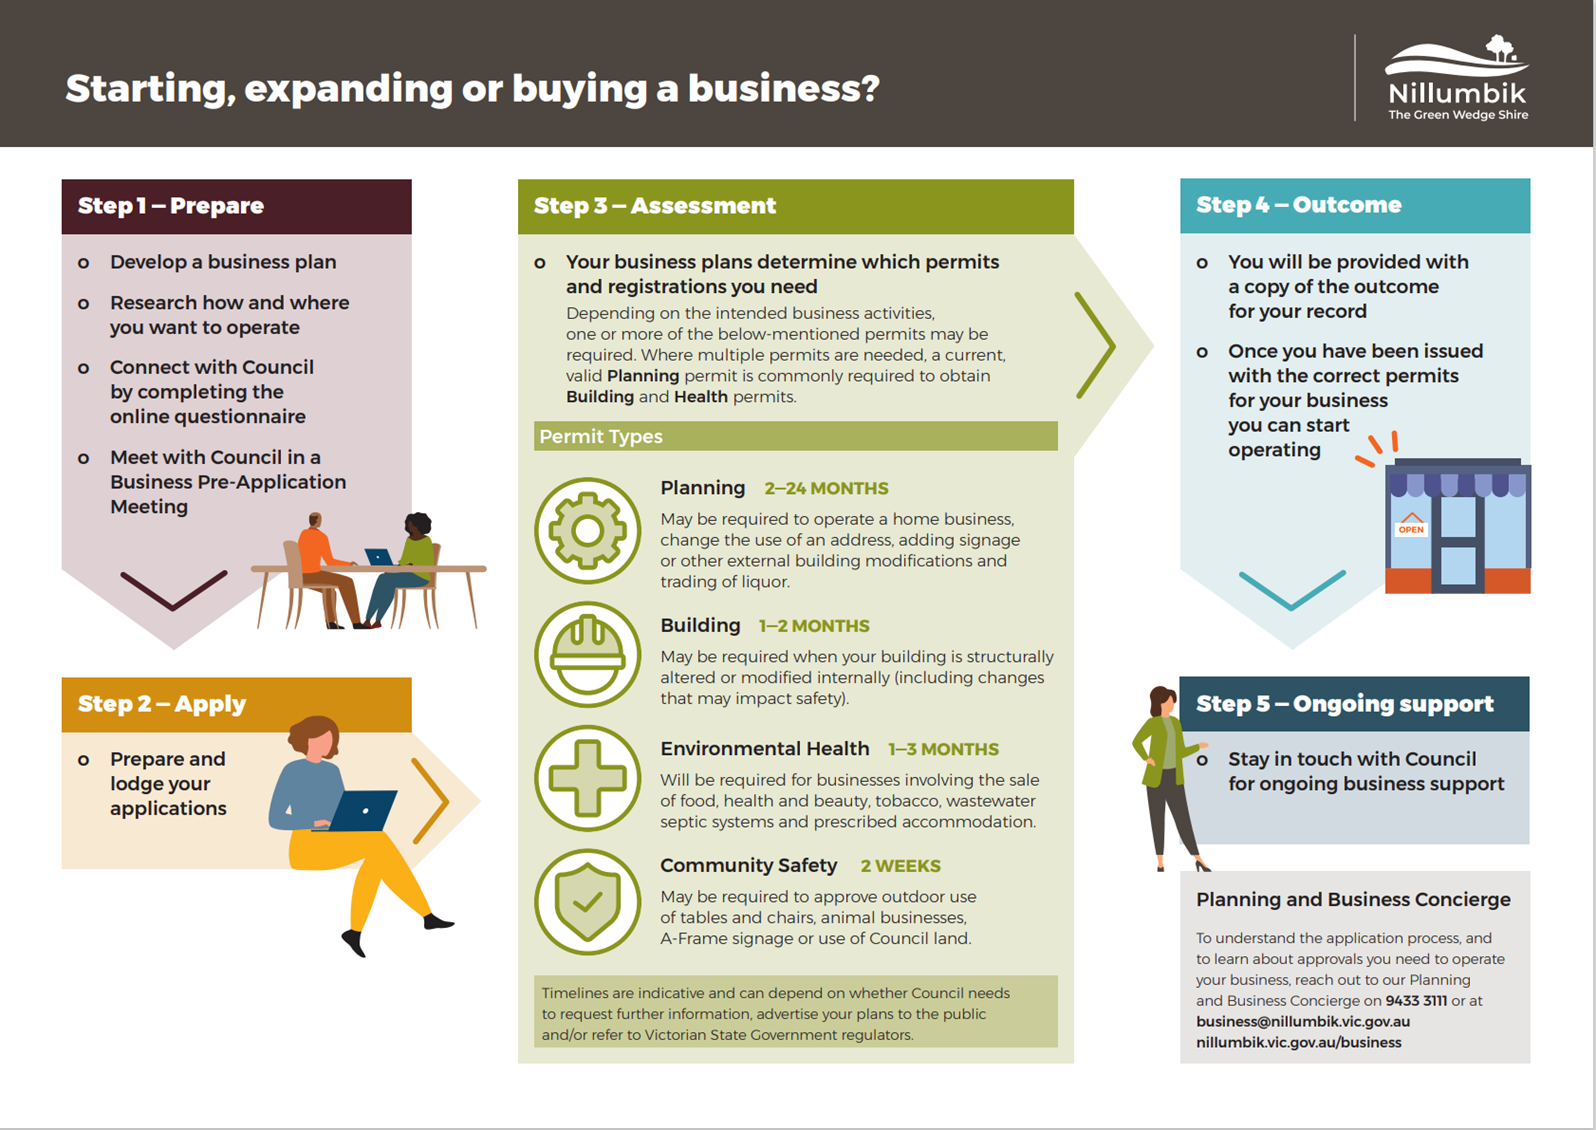 Starting, expanding or buying a business?
Nillumbik
The Green Wedge Shire
Step 1 – Prepare
o Develop a business plan
o Research how and where
you want to operate
o Connect with Council
by completing the
online questionnaire
o Meet with Council in a
Business Pre-Application
Meeting
Step 2 – Apply
o Prepare and
lodge your
applications
Step 3 – Assessment
o Your business plans determine which permits
and registrations you need
Depending on the intended business activities,
one or more of the below-mentioned permits may be
required. Where multiple permits are needed, a current,
valid Planning permit is commonly required to obtain
Building and Health permits.
Permit Types
Planning 2–24 MONTHS
May be required to operate a home business,
change the use of an address, adding signage
or other external building modifications and
trading of liquor.
Building 1–2 MONTHS
May be required when your building is structurally
altered or modified internally (including changes
that may impact safety).
Environmental Health 1–3 MONTHS
Will be required for businesses involving the sale
of food, health and beauty, tobacco, wastewater
septic systems and prescribed accommodation.
Community Safety 2 WEEKS
May be required to approve outdoor use
of tables and chairs, animal businesses,
A-Frame signage or use of Council land.
Timelines are indicative and can depend on whether Council needs
to request further information, advertise your plans to the public
and/or refer to Victorian State Government regulators.
Step 4 – Outcome
o You will be provided with
a copy of the outcome
for your record
o Once you have been issued
with the correct permits
for your business
you can start
operating
OPEN
Step 5 – Ongoing support
o Stay in touch with Council
for ongoing business support
Planning and Business Concierge
To understand the application process, and
to learn about approvals you need to operate
your business, reach out to our Planning
and Business Concierge on 9433 3111 or at
business@nillumbik.vic.gov.au
nillumbik.vic.gov.au/business